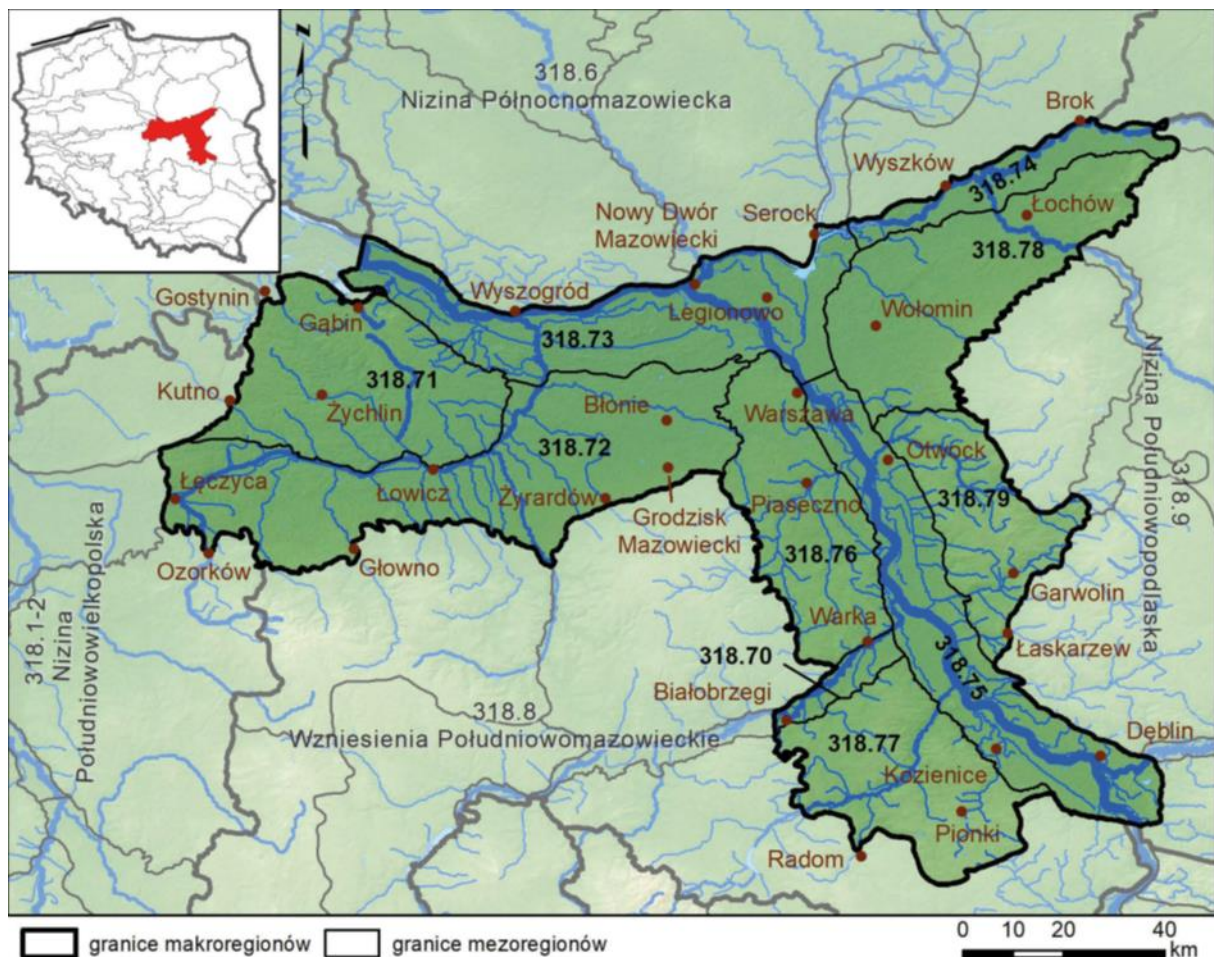 z
318.6
Nizina Północnomazowiecka
Brok
Wyszków
318.74
Nowy Dwór
Mazowiecki
Serock
Łochów
318.78
Gostynin
Wyszogród
Gąbin
Legionowo
Wołomin
318.73
318.71
Kutno
Żychlin
Błonie
Warszawa
318.72
Otwock
Łęczyca
Łowicz
Żyrardów
Piaseczno
318.79
Grodzisk
Mazowiecki
318.76
Ozorków
Głowno
Garwolin
Warka
Łaskarzew
318.70
318.75
Białobrzegi
318.8
Wzniesienia Południowomazowieckie
318.77
Dęblin
Kozienice
Pionki
Radom
318.1-2
Nizina
Południowowielkopolska
318.9
Nizina Południowopodlaska
granice makroregionów
granice mezoregionów
0 10 20 40
km